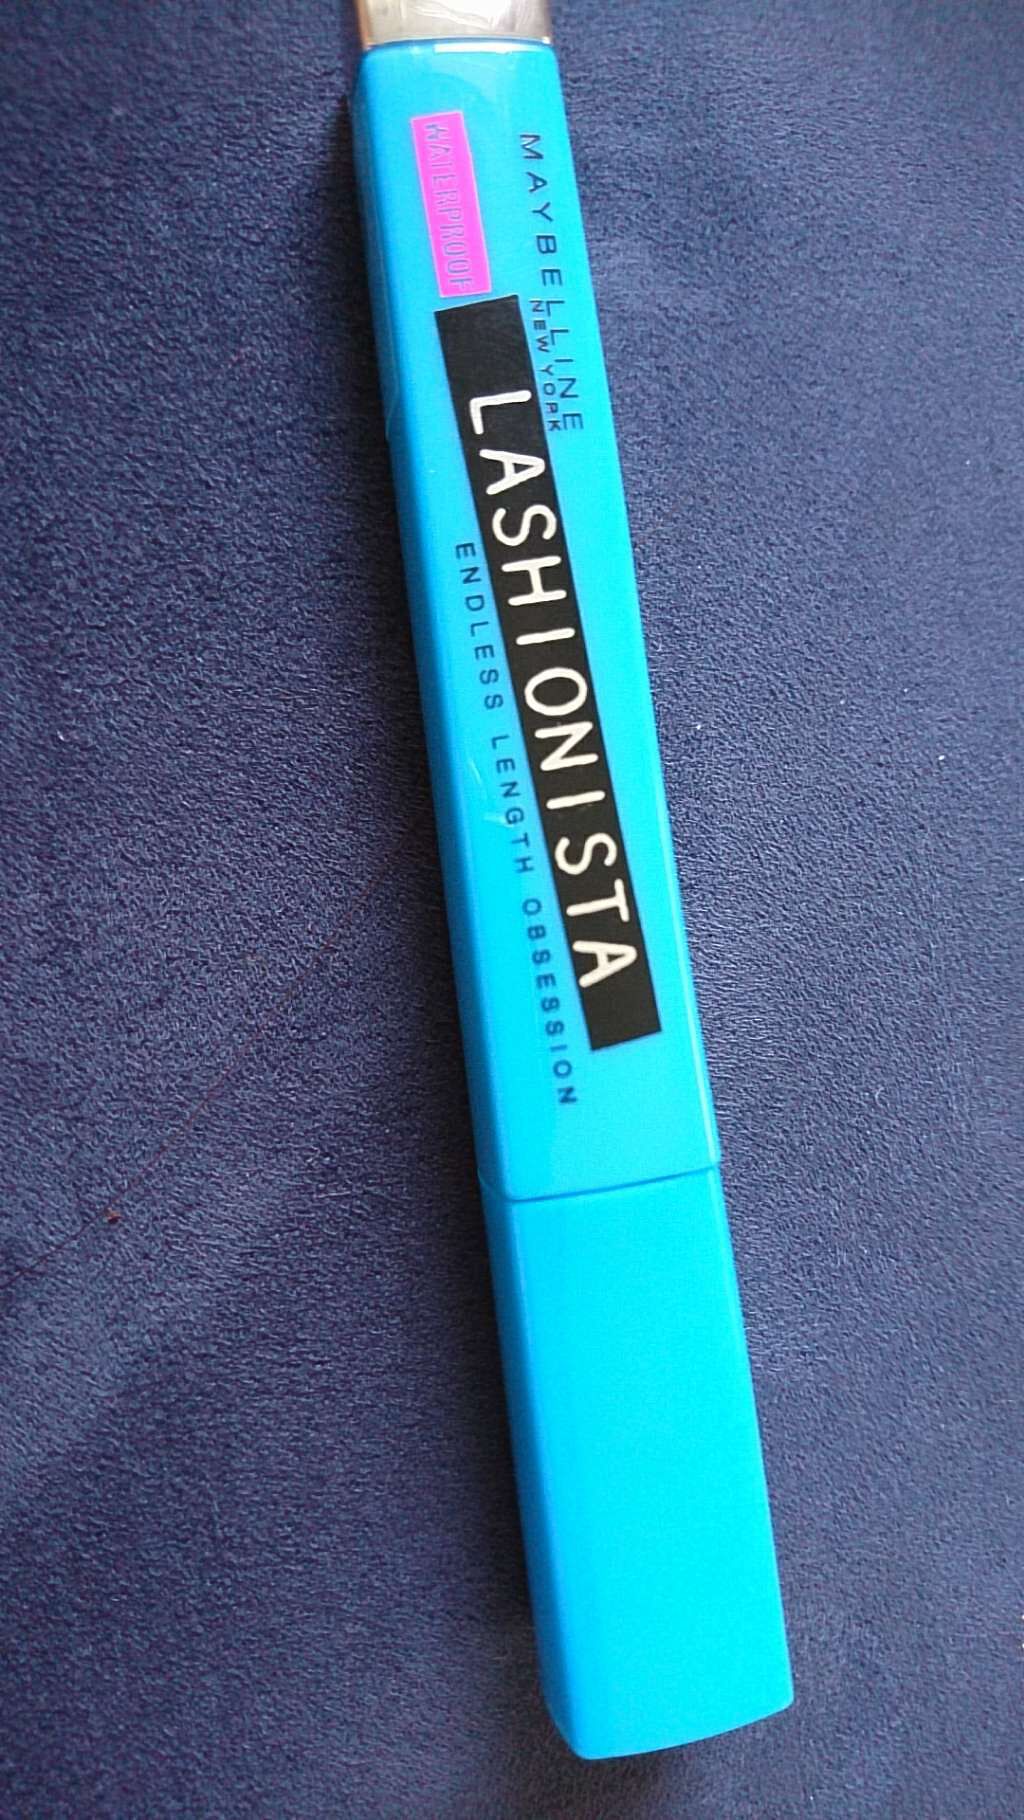 MAYBELLINE
NEW YORK
WATERPROOF
LASHIONISTA
ENDLESS LENGTH OBSESSION